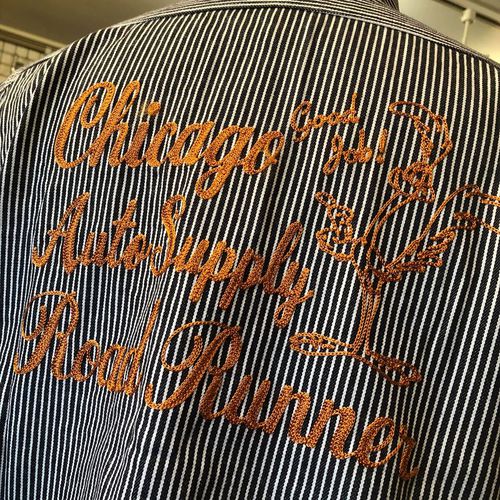 Chicago
Good
Job!
Auto Supply
Road Runner